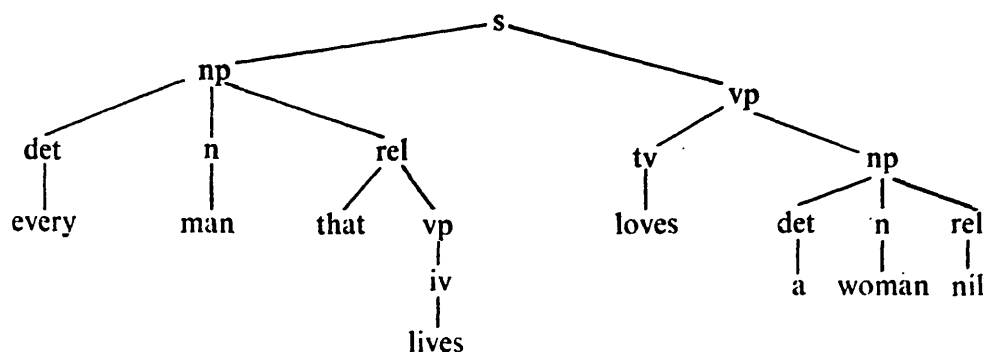 s
np vp
det n rel tv np
every man that vp loves det n rel
iv a woman nil
lives